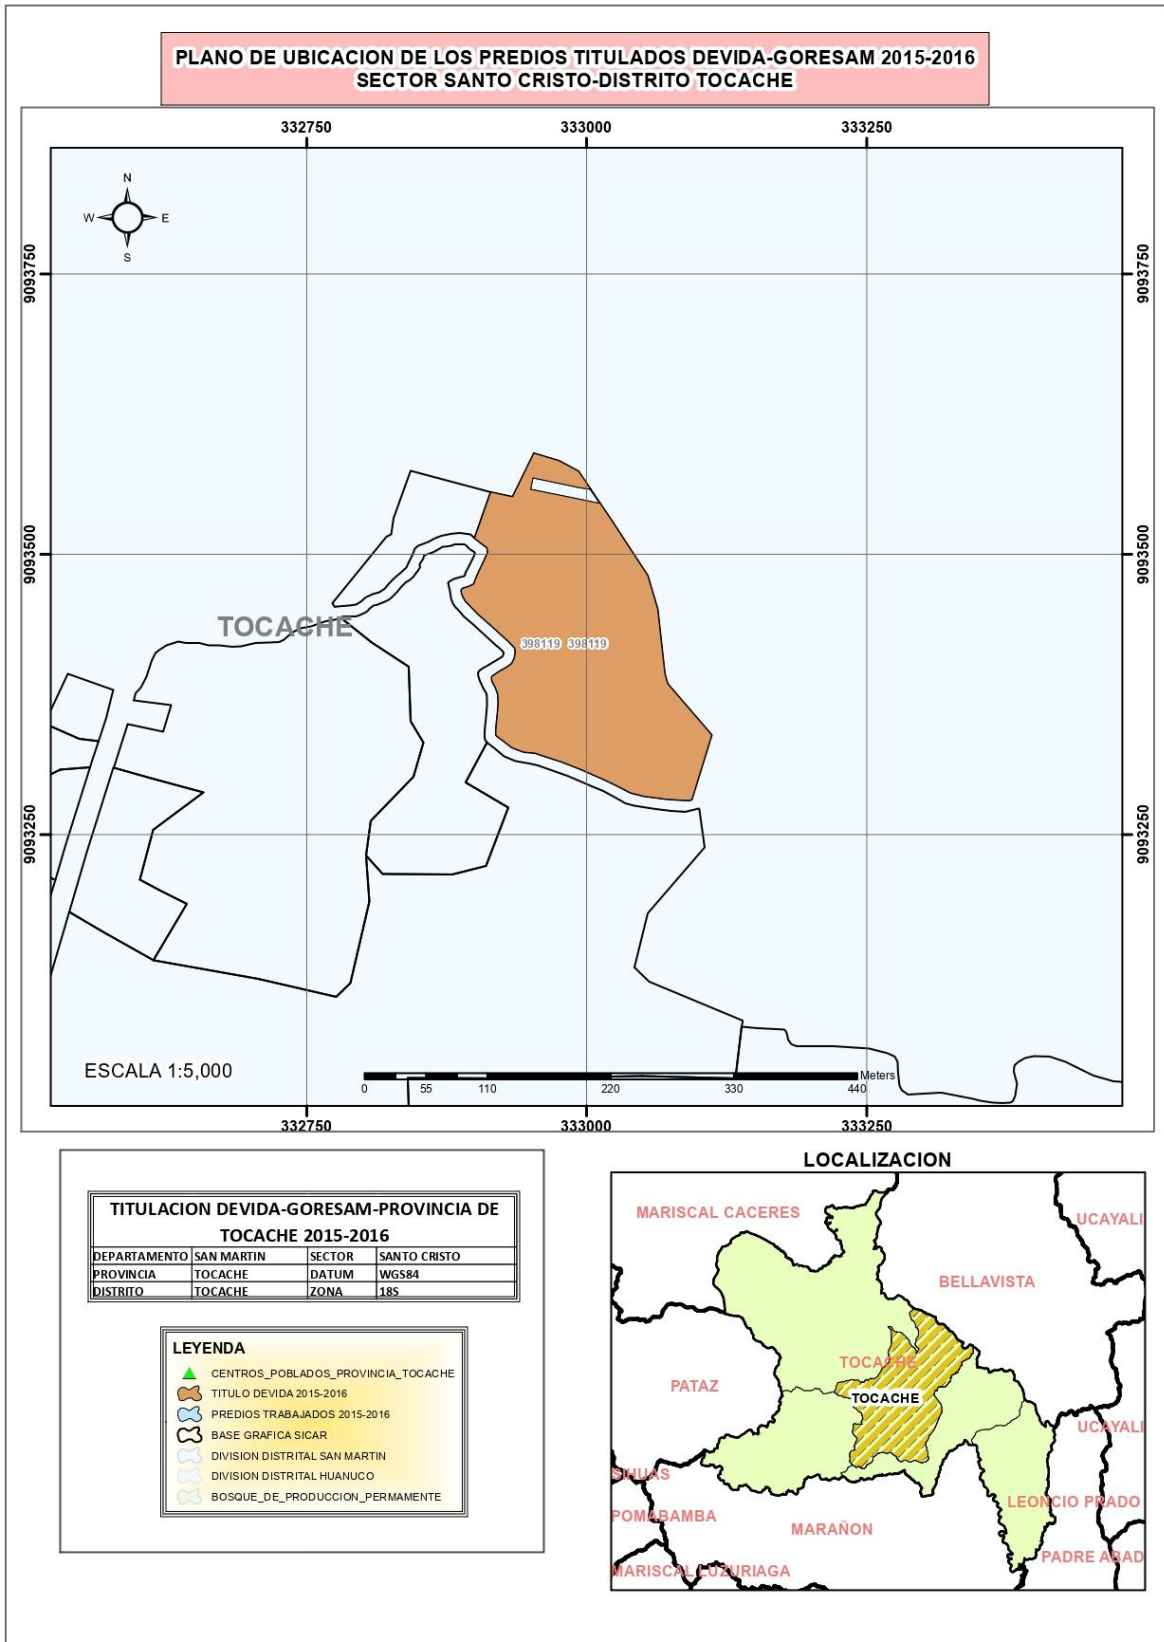 PLANO DE UBICACION DE LOS PREDIOS TITULADOS DEVIDA-GORESAM 2015-2016
SECTOR SANTO CRISTO-DISTRITO TOCACHE
332750 333000 333250
N
W E
S
9093750 9093750
9093500 9093500
TOCACHE
398119 398119
9093250 9093250
ESCALA 1:5,000
Meters
0 55 110 220 330 440
332750 333000 333250
TITULACION DEVIDA-GORESAM-PROVINCIA DE
TOCACHE 2015-2016
DEPARTAMENTO SAN MARTIN SECTOR SANTO CRISTO
PROVINCIA TOCACHE DATUM WGS84
DISTRITO TOCACHE ZONA 18S
LEYENDA
CENTROS_POBLADOS_PROVINCIA_TOCACHE
TITULO DEVIDA 2015-2016
PREDIOS TRABAJADOS 2015-2016
BASE GRAFICA SICAR
DIVISION DISTRITAL SAN MARTIN
DIVISION DISTRITAL HUANUCO
BOSQUE_DE_PRODUCCION_PERMAMENTE
LOCALIZACION
MARISCAL CACERES
UCAYALI
BELLAVISTA
TOCACHE
PATAZ
TOCACHE
UCAYALI
SIHUAS
LEONCIO PRADO
POMABAMBA
MARAÑON
PADRE ABAD
MARISCAL LUZURIAGA